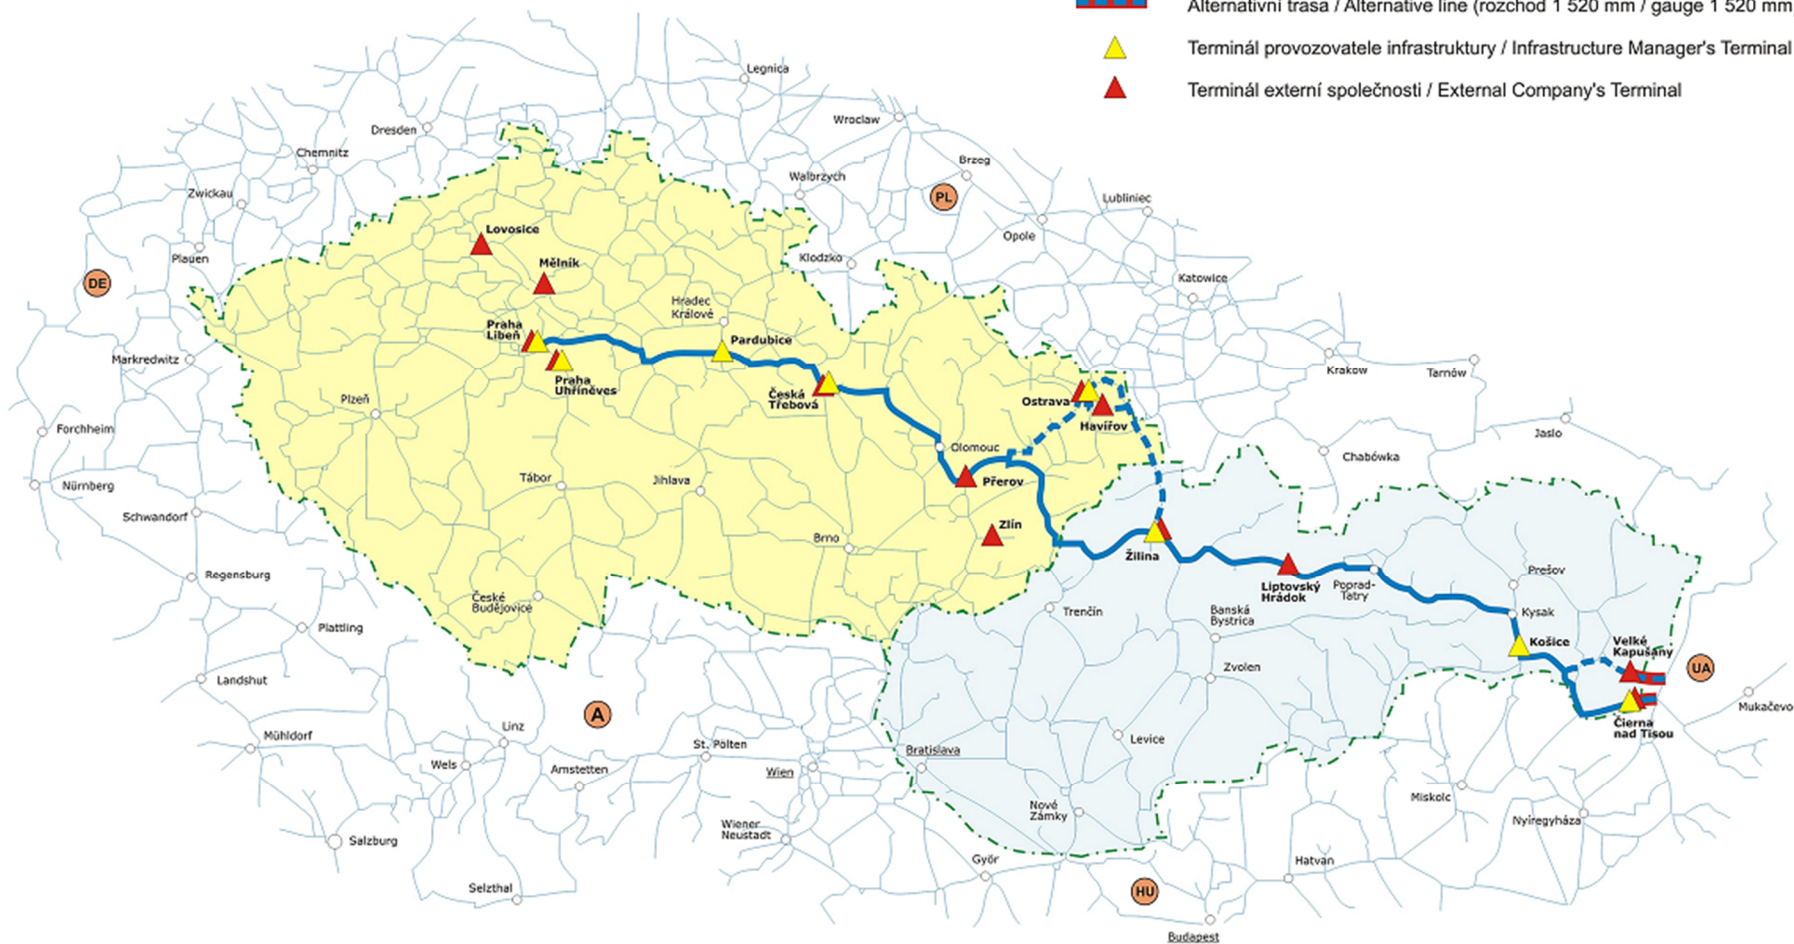 Alternativní trasa / Alternative line (rozchod 1 520 mm / gauge 1 520 mm
Terminál provozovatele infrastruktury / Infrastructure Manager's Terminal
Terminál externí společnosti / External Company's Terminal
Legnica
Wroclaw
Dresden
Chemnitz
Brzeg
Walbrzych
Zwickau
PL
Lubliniec
Lovosice
Opole
Plauen
Klodzko
Mělník
DE
Katowice
Hradec
Králové
Praha
Libeň
Pardubice
Markredwitz
Krakow
Tarnów
Praha
Uhříněves
Česká
Třebová
Plzeň
Ostrava
Havířov
Forchheim
Jaslo
Olomouc
Chabówka
Tábor
Jihlava
Přerov
Nürnberg
Schwandorf
Zlín
Brno
Žilina
Regensburg
Prešov
Liptovský
Hrádok
Poprad-
Tatry
České
Budějovice
Trenčín
Banská
Bystrica
Kysak
Plattling
Košice
Velké
Kapušany
UA
Zvolen
Landshut
Mukačevo
A
Čierna
nad Tisou
Linz
Mühldorf
St. Pölten
Levice
Bratislava
Wels
Amstetten
Wien
Miskolc
Nové
Zámky
Nyíregyháza
Wiener
Neustadt
Salzburg
Györ
Hatvan
Selzthal
HU
Budapest